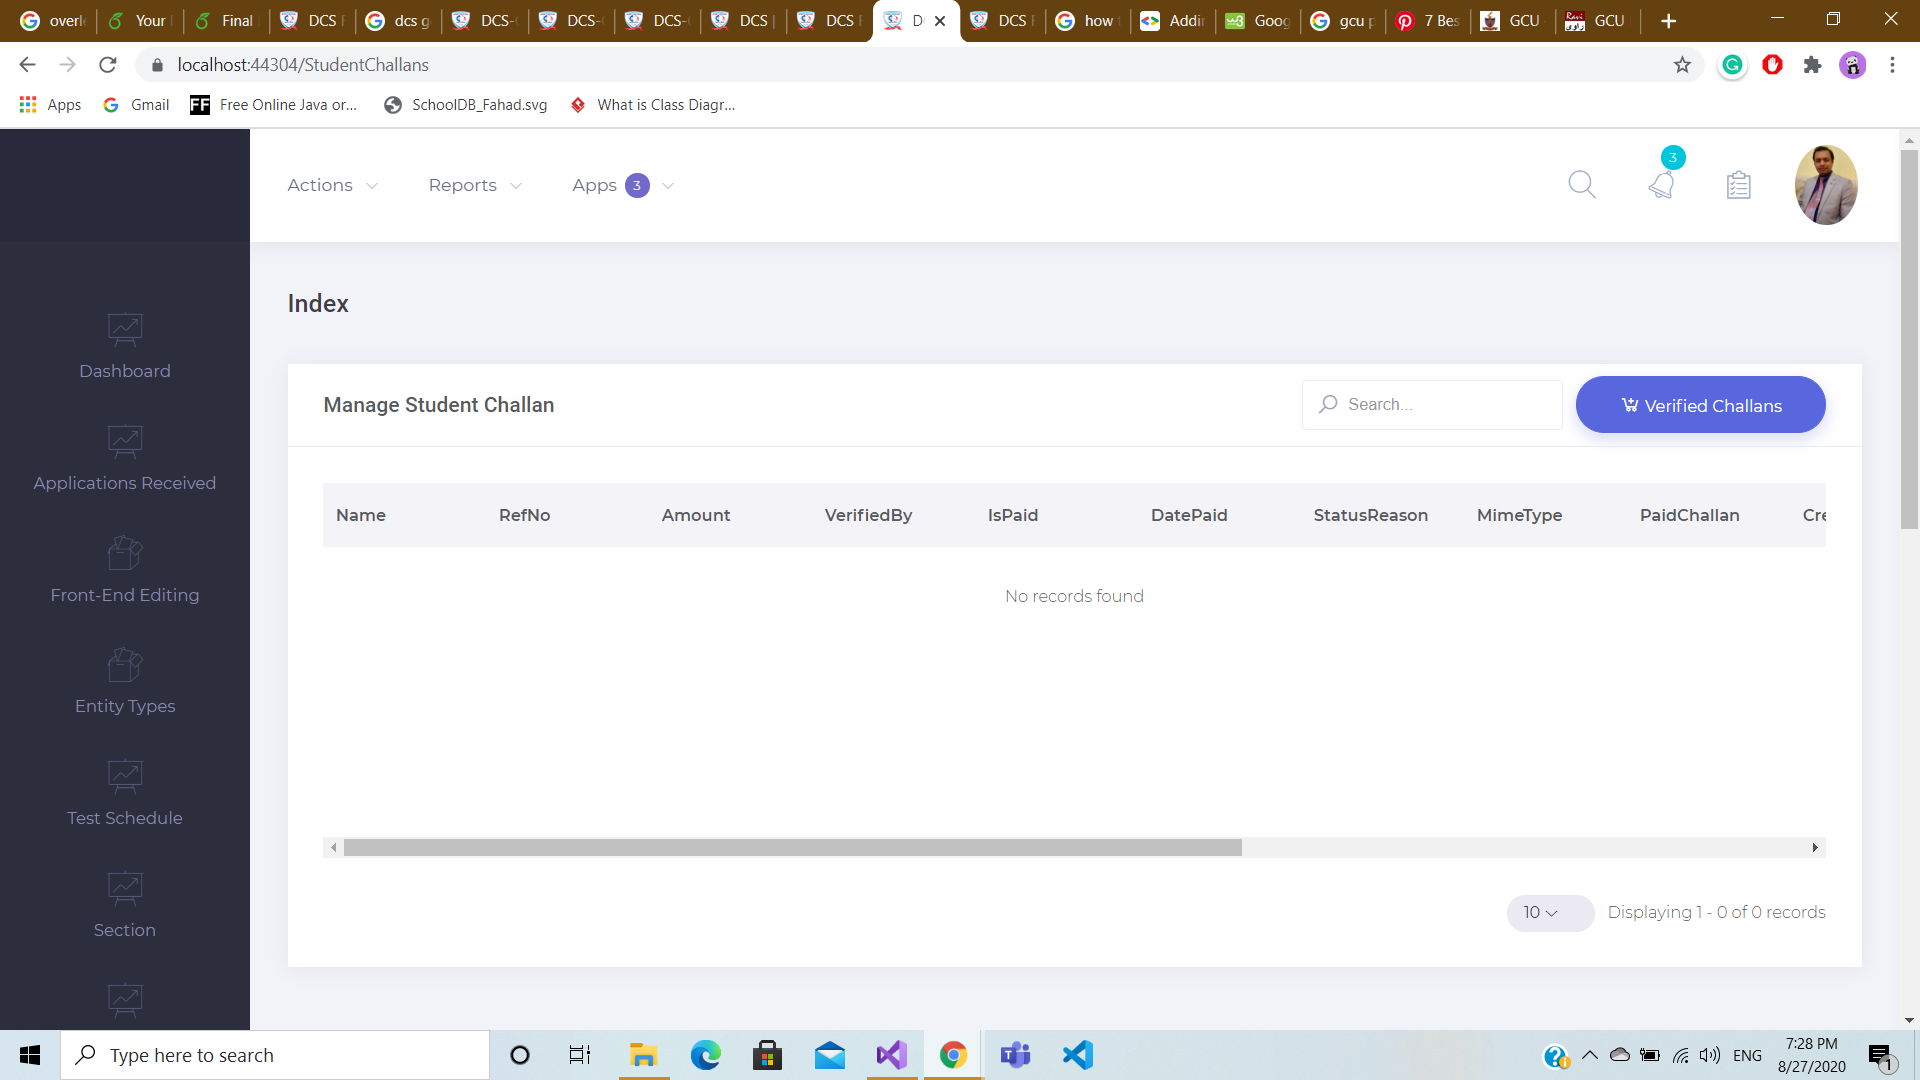 overl
Your
Final
DCS F
dcs g
DCS-
DCS-
DCS-
DCS |
DCS F
D
DCS F
how
Addir
Goog
gcu p
7 Bes
GCU
GCU
localhost:44304/StudentChallans
Apps
Gmail
FF
Free Online Java or...
SchoolDB_Fahad.svg
What is Class Diagr...
Actions
Reports
Apps 3
3
Index
Dashboard
Applications Received
Front-End Editing
Entity Types
Test Schedule
Section
Manage Student Challan
Search...
Verified Challans
Name RefNo Amount VerifiedBy IsPaid DatePaid StatusReason MimeType PaidChallan Cre
No records found
10
Displaying 1 - 0 of 0 records
Type here to search
ENG
7:28 PM
8/27/2020
1